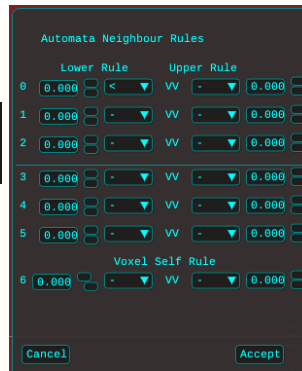 Automata Neighbour Rules
Lower Rule Upper Rule
0 0.000 < VV - 0.000
1 0.000 - VV - 0.000
2 0.000 - VV - 0.000
3 0.000 - VV - 0.000
4 0.000 - VV - 0.000
5 0.000 - VV - 0.000
Voxel Self Rule
6 0.000 - VV - 0.000
Cancel Accept